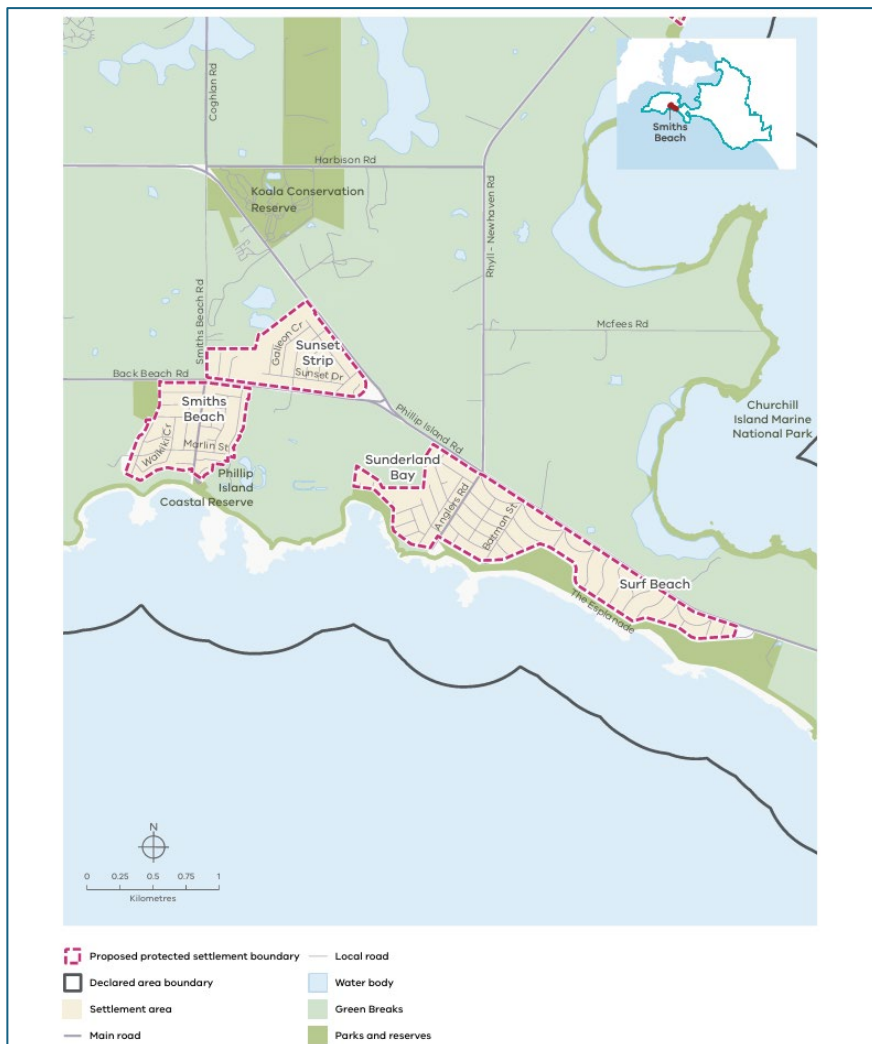 Coghlan Rd
Smiths
Beach
Harbison Rd
Koala Conservation
Reserve
Rhyll - Newhaven Rd
Smiths Beach Rd
Galleon Cr
Sunset
Strip
Sunset Dr
Mcfees Rd
Back Beach Rd
Smiths
Beach
Phillip Island Rd
Churchill
Island Marine
National Park
Waikiki Cr
Marlin St
Sunderland
Bay
Phillip
Island
Coastal Reserve
Anglers Rd
Batman St
Surf Beach
The Esplanade
N
0 0.25 0.5 0.75 1
Kilometres
Proposed protected settlement boundary
Local road
Declared area boundary
Water body
Settlement area
Green Breaks
Main road
Parks and reserves